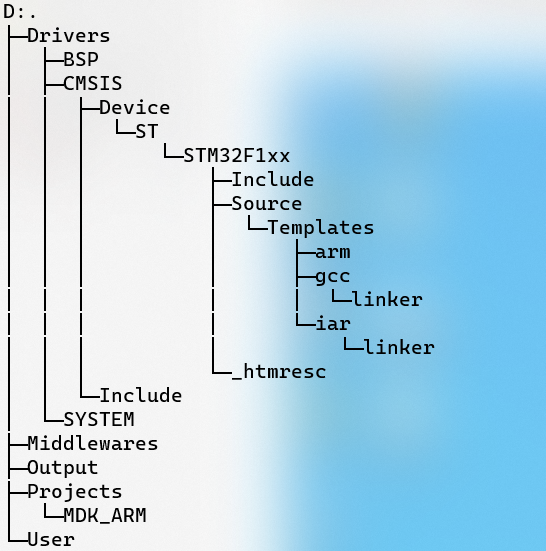 D:.
├─Drivers
│  ├─BSP
│  ├─CMSIS
│  │  ├─Device
│  │  │  └─ST
│  │  │      └─STM32F1xx
│  │  │          ├─Include
│  │  │          ├─Source
│  │  │          │  └─Templates
│  │  │          │      ├─arm
│  │  │          │      ├─gcc
│  │  │          │      │  └─linker
│  │  │          │      └─iar
│  │  │          │          └─linker
│  │  │          └─_htmresc
│  │  └─Include
│  └─SYSTEM
├─Middlewares
├─Output
├─Projects
│  └─MDK_ARM
└─User